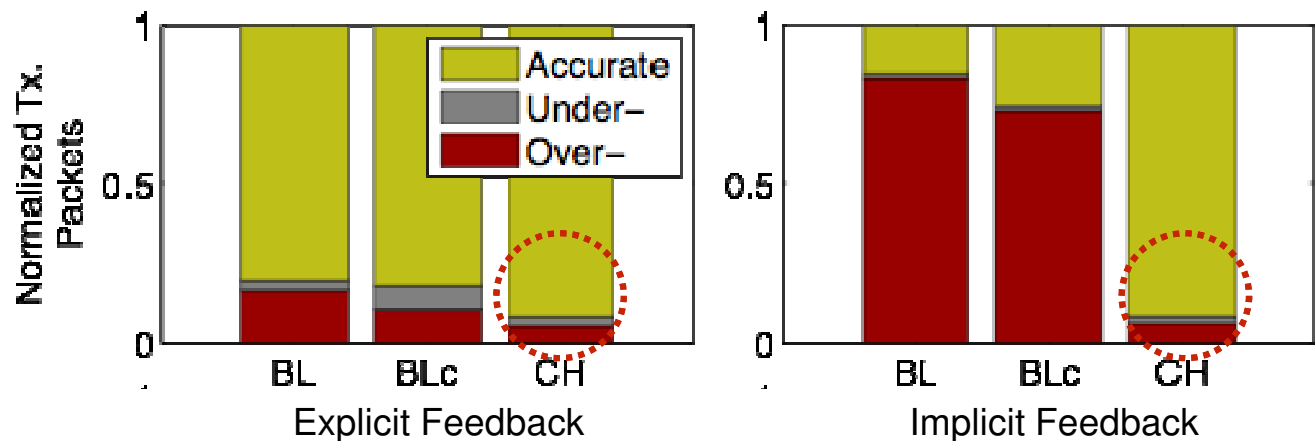 Normalized Tx.
Packets
1
0.5
0
Accurate
Under-
Over-
BL BLc CH
Explicit Feedback
1
0.5
0
BL BLc CH
Implicit Feedback